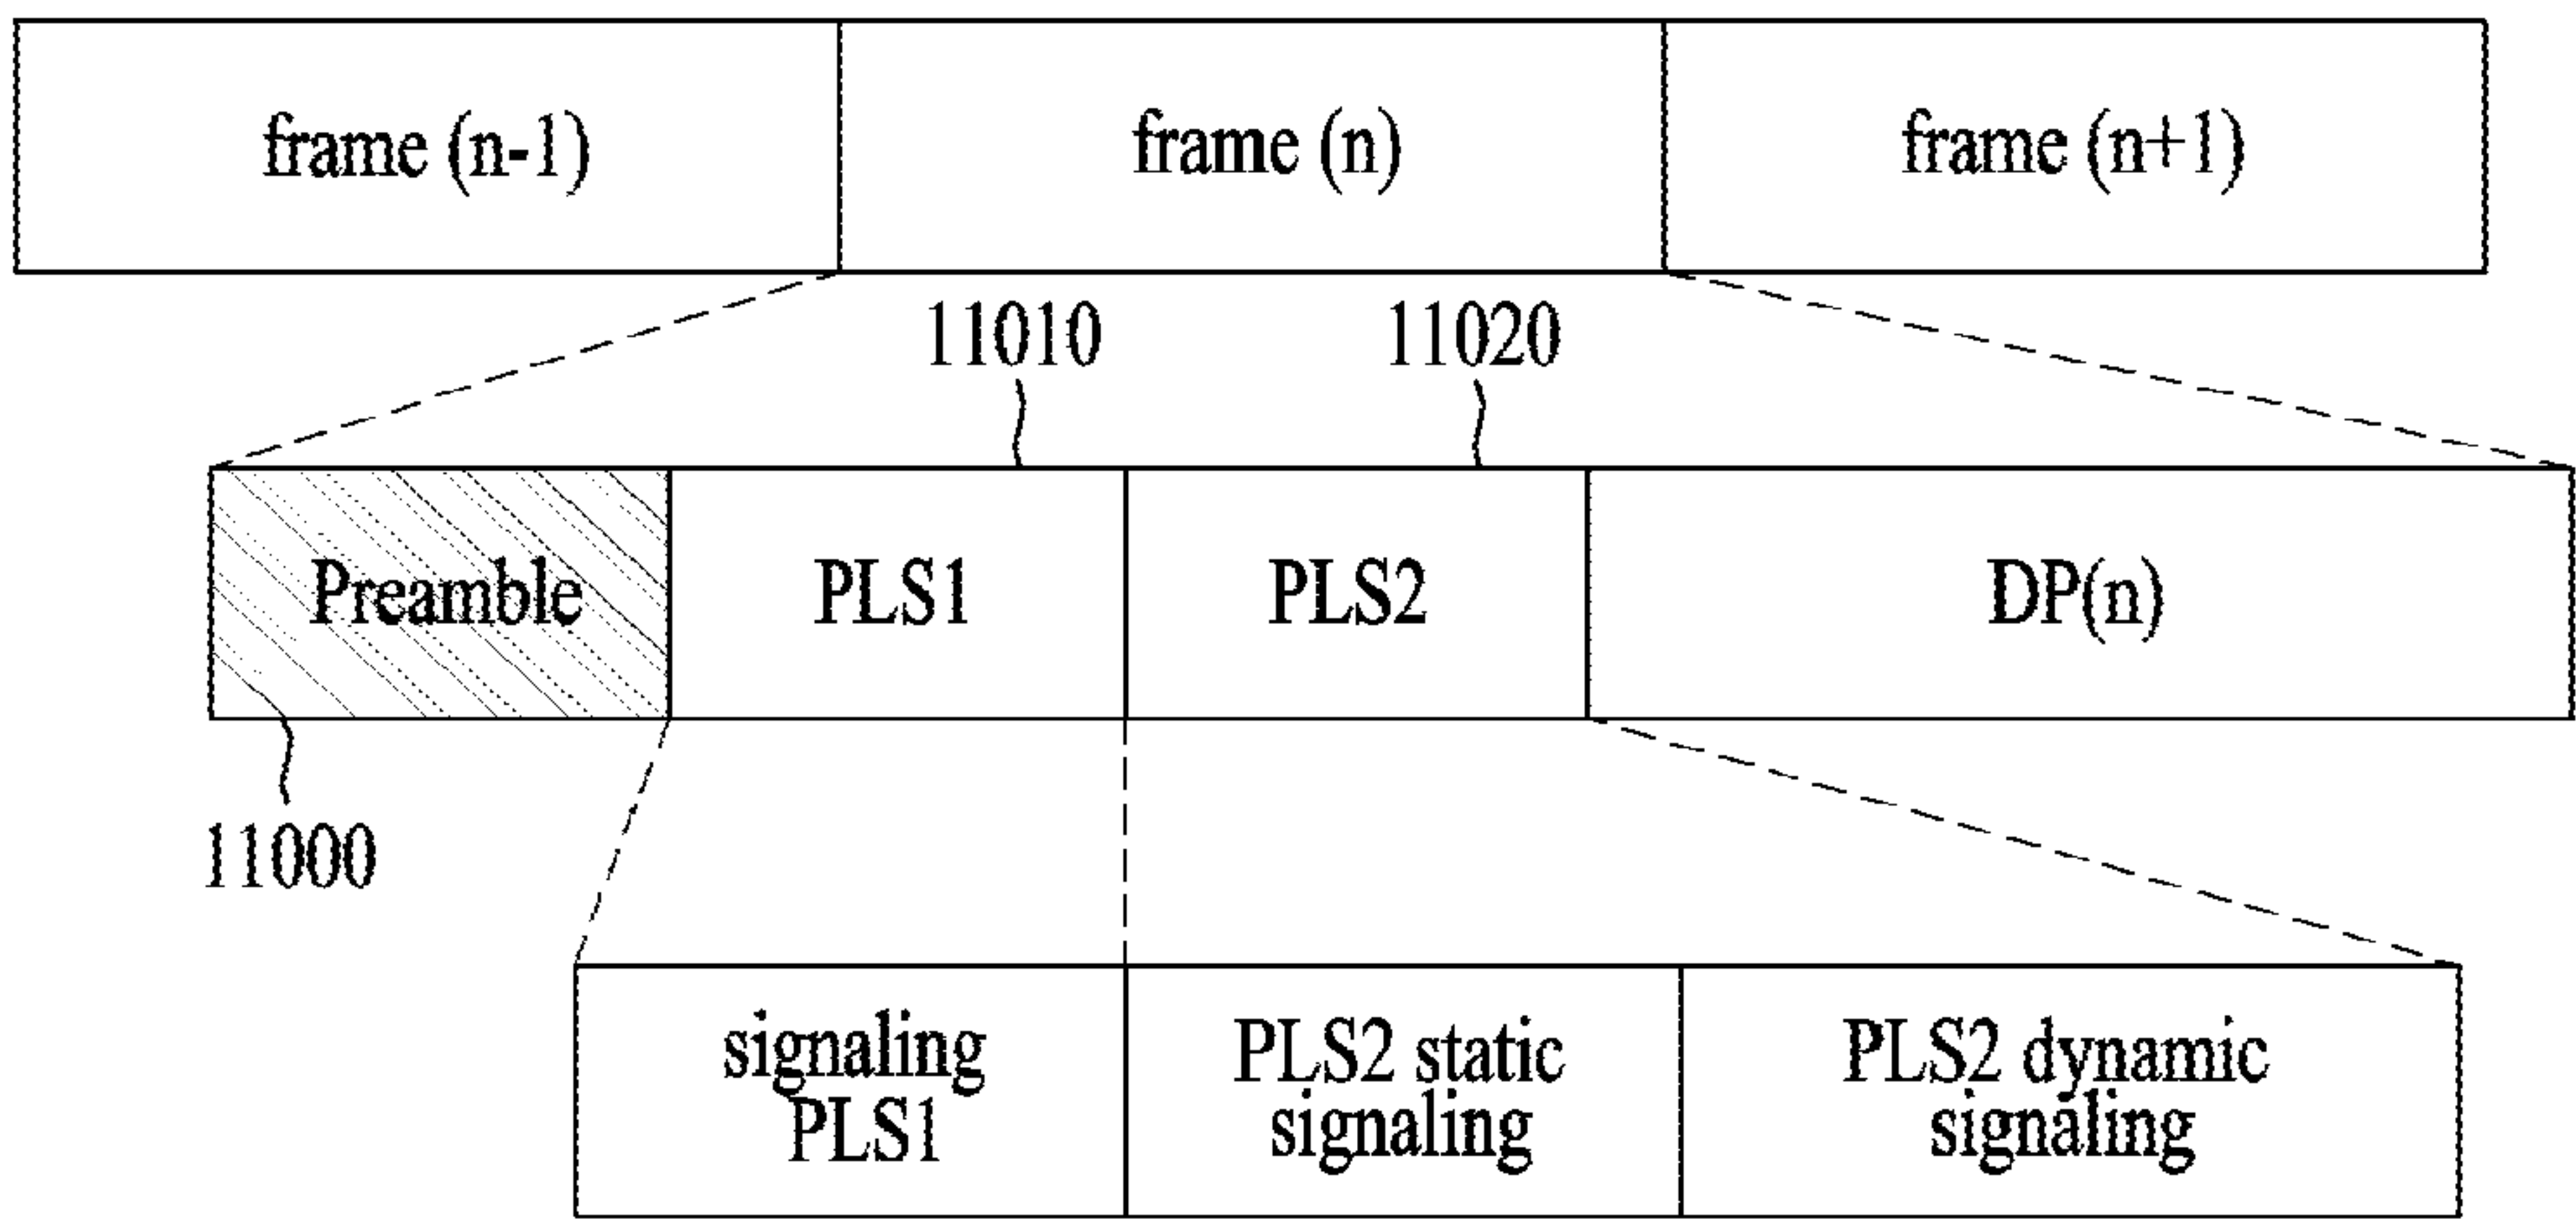 frame (n-1)
frame (n)
frame (n+1)
11010
11020
Preamble
PLS1
PLS2
DP(n)
11000
signaling
PLS1
PLS2 static
signaling
PLS2 dynamic
signaling